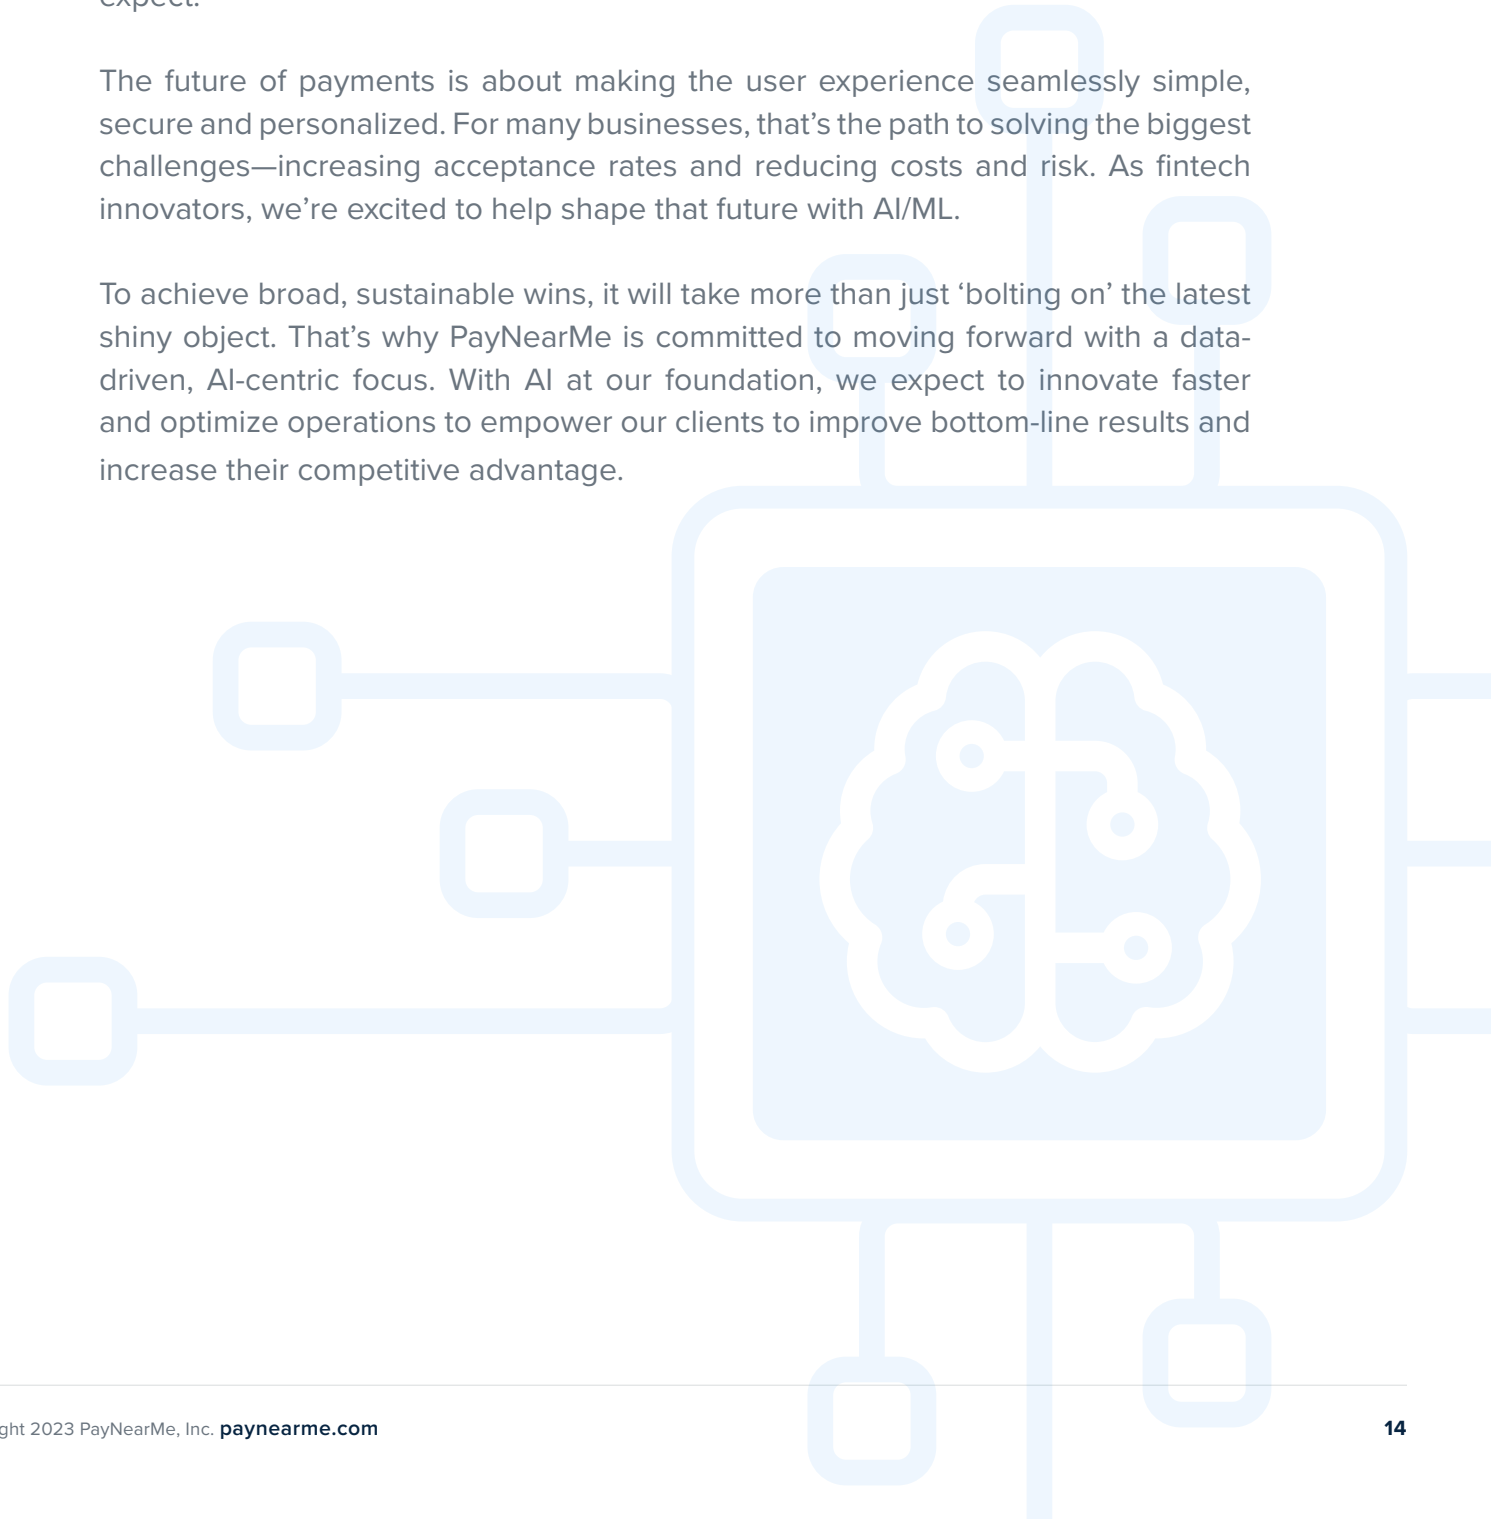 expect.
The future of payments is about making the user experience seamlessly simple,
secure and personalized. For many businesses, that’s the path to solving the biggest
challenges—increasing acceptance rates and reducing costs and risk. As fintech
innovators, we’re excited to help shape that future with AI/ML.
To achieve broad, sustainable wins, it will take more than just ‘bolting on’ the latest
shiny object. That’s why PayNearMe is committed to moving forward with a data-
driven, AI-centric focus. With AI at our foundation, we expect to innovate faster
and optimize operations to empower our clients to improve bottom-line results and
increase their competitive advantage.
ght 2023 PayNearMe, Inc. paynearme.com
14